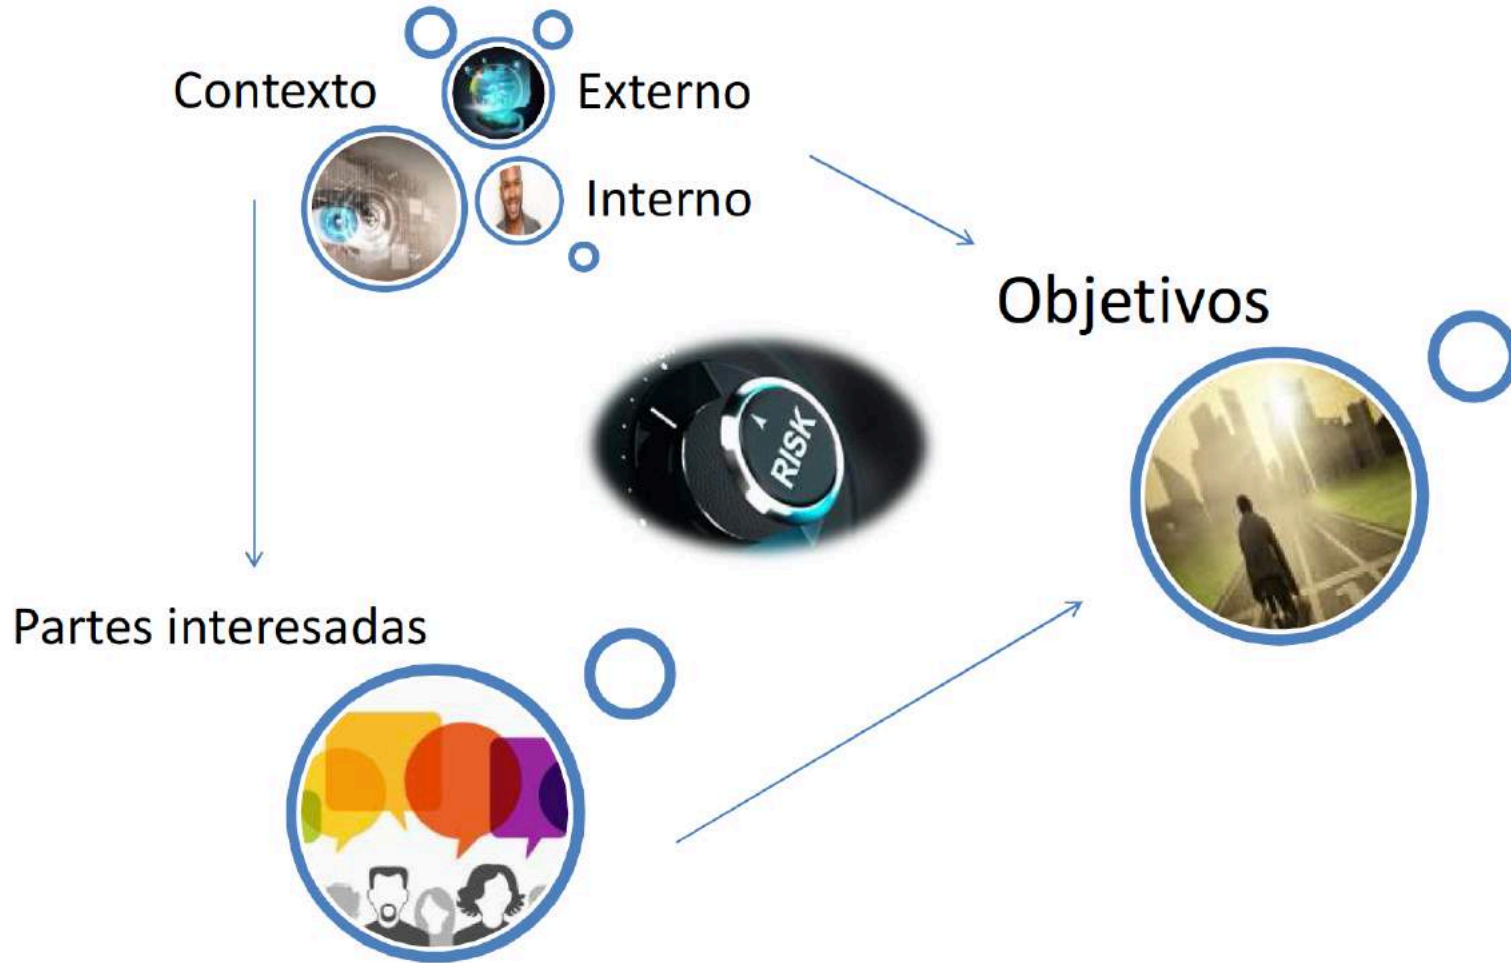 Contexto
Externo
Interno
Objetivos
RISK
Partes interesadas